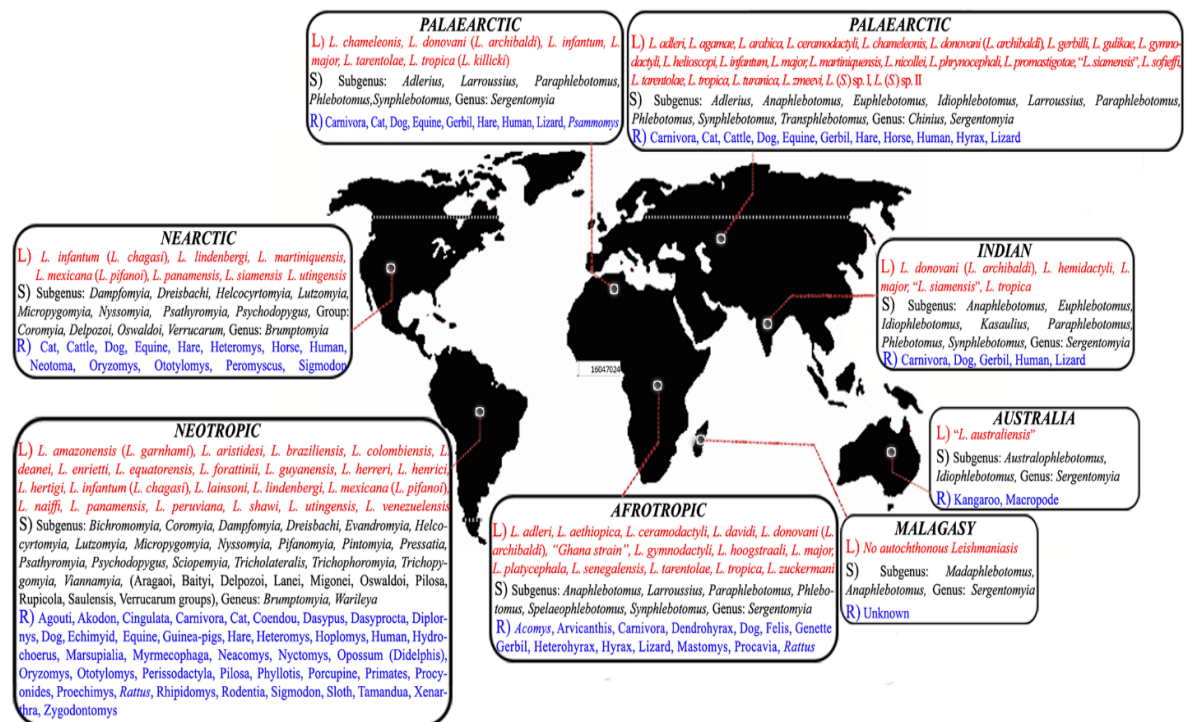 PALAEARCTIC
L) L. chameleonis, L. donovani (L. archibaldi), L. infantum, L.
major, L. tarentolae, L. tropica (L. killicki)
S) Subgenus: Adlerius, Larroussius, Paraphlebotomus,
Phlebotomus,Synphlebotomus, Genus: Sergentomyia
R) Carnivora, Cat, Dog, Equine, Gerbil, Hare, Human, Lizard, Psammomys
PALAEARCTIC
L) L. adleri, L. agamae, L. arabica, L. ceramodactyli, L. chameleonis, L. donovani (L. archibaldi), L. gerbilli, L. gulikae, L. gymno-
dactyli, L. helioscopi, L. infantum, L. major, L. martiniquensis, L. nicollei, L. phrynocephali, L. promastigotae, "L. siamensis", L. sofieffi,
L. tarentolae, L. tropica, L. turanica, L. zmeevi, L. (S.) sp. I, L. (S.) sp. II
S) Subgenus: Adlerius, Anaphlebotomus, Euphlebotomus, Idiophlebotomus, Larroussius, Paraphlebotomus,
Phlebotomus, Synphlebotomus, Transphlebotomus, Genus: Chinius, Sergentomyia
R) Carnivora, Cat, Cattle, Dog, Equine, Gerbil, Hare, Horse, Human, Hyrax, Lizard
NEARCTIC
L) L. infantum (L. chagasi), L. lindenbergi, L. martiniquensis,
L. mexicana (L. pifanoi), L. panamensis, L. siamensis L. utingensis
S) Subgenus: Dampfomyia, Dreisbachi, Helcocyrtomyia, Lutzomyia,
Micropygomyia, Nyssomyia, Psathyromyia, Psychodopygus, Group:
Coromyia, Delpozoi, Oswaldoi, Verrucarum, Genus: Brumptomyia
R) Cat, Cattle, Dog, Equine, Hare, Heteromys, Horse, Human,
Neotoma, Oryzomys, Ototylomys, Peromyscus, Sigmodon
INDIAN
L) L. donovani (L. archibaldi), L. hemidactyli, L.
major, "L. siamensis", L. tropica
S) Subgenus: Anaphlebotomus, Euphlebotomus,
Idiophlebotomus, Kasaulius, Paraphlebotomus,
Phlebotomus, Synphlebotomus, Genus: Sergentomyia
R) Carnivora, Dog, Gerbil, Human, Lizard
16047024
NEOTROPIC
L) L. amazonensis (L. garnhami), L. aristidesi, L. braziliensis, L. colombiensis, L.
deanei, L. enrietti, L. equatorensis, L. forattinii, L. guyanensis, L. herreri, L. henrici,
L. hertigi, L. infantum (L. chagasi), L. lainsoni, L. lindenbergi, L. mexicana (L. pifanoi),
L. naiffi, L. panamensis, L. peruviana, L. shawi, L. utingensis, L. venezuelensis
S) Subgenus: Bichromomyia, Coromyia, Dampfomyia, Dreisbachi, Evandromyia, Helco-
cyrtomyia, Lutzomyia, Micropygomyia, Nyssomyia, Pifanomyia, Pintomyia, Pressatia,
Psathyromyia, Psychodopygus, Sciopemyia, Tricholateralis, Trichophoromyia, Trichopy-
gomyia, Viannamyia, (Aragaoi, Baityi, Delpozoi, Lanei, Migonei, Oswaldoi, Pilosa,
Rupicola, Saulensis, Verrucarum groups), Geneus: Brumptomyia, Warileya
R) Agouti, Akodon, Cingulata, Carnivora, Cat, Coendou, Dasypus, Dasyprocta, Diplor-
nys, Dog, Echimyid, Equine, Guinea-pigs, Hare, Heteromys, Hoplomys, Human, Hydro-
choerus, Marsupialia, Myrmecophaga, Neacomys, Nyctomys, Opossum (Didelphis),
Oryzomys, Ototylomys, Perissodactyla, Pilosa, Phyllotis, Porcupine, Primates, Procy-
onides, Proechimys, Rattus, Rhipidomys, Rodentia, Sigmodon, Sloth, Tamandua, Xenar-
thra, Zygodontomys
AFROTROPIC
L) L. adleri, L. aethiopica, L. ceramodactyli, L. davidi, L. donovani (L.
archibaldi), "Ghana strain", L. gymnodactyli, L. hoogstraali, L. major,
L. platycephala, L. senegalensis, L. tarentolae, L. tropica, L. zuckermani
S) Subgenus: Anaphlebotomus, Larroussius, Paraphlebotomus, Phlebo-
tomus, Spelaeophlebotomus, Synphlebotomus, Genus: Sergentomyia
R) Acomys, Arvicanthis, Carnivora, Dendrohyrax, Dog, Felis, Genette
Gerbil, Heterohyrax, Hyrax, Lizard, Mastomys, Procavia, Rattus
AUSTRALIA
L) "L. australiensis"
S) Subgenus: Australophlebotomus,
Idiophlebotomus, Genus: Sergentomyia
R) Kangaroo, Macropode
MALAGASY
L) No autochthonous Leishmaniasis
S) Subgenus: Madaphlebotomus,
Anaphlebotomus, Genus: Sergentomyia
R) Unknown